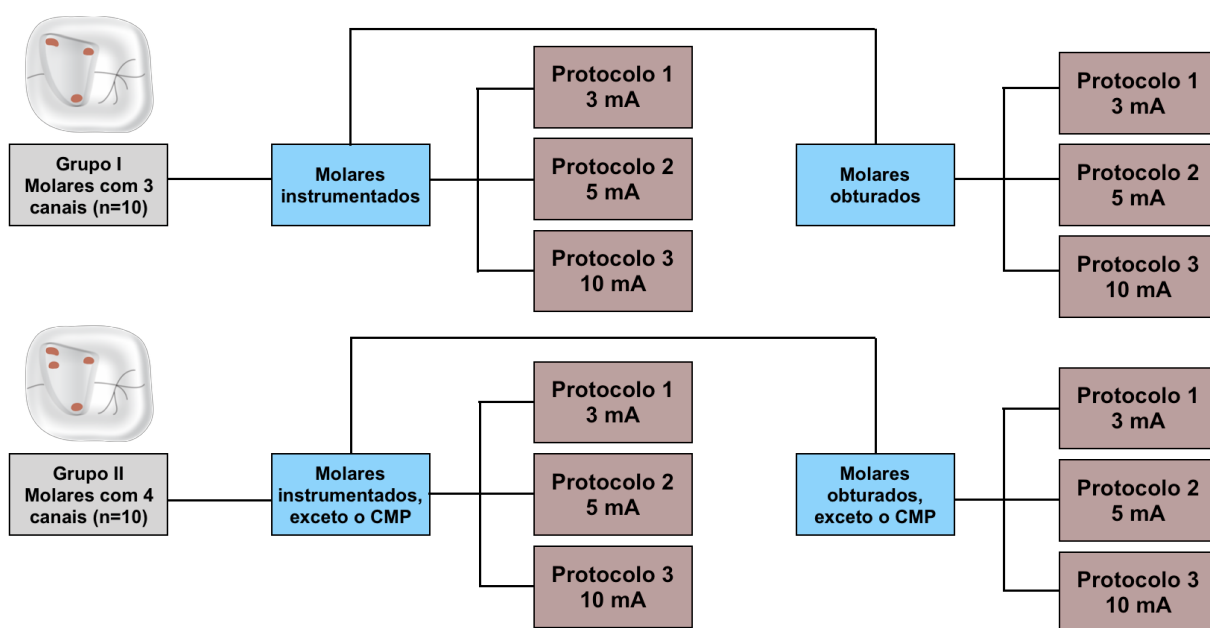 Grupo I
Molares com 3
canais (n=10)
Molares
instrumentados
Protocolo 1
3 mA
Protocolo 2
5 mA
Protocolo 3
10 mA
Molares
obturados
Protocolo 1
3 mA
Protocolo 2
5 mA
Protocolo 3
10 mA
Grupo II
Molares com 4
canais (n=10)
Molares
instrumentados,
exceto o CMP
Protocolo 1
3 mA
Protocolo 2
5 mA
Protocolo 3
10 mA
Molares
obturados,
exceto o CMP
Protocolo 1
3 mA
Protocolo 2
5 mA
Protocolo 3
10 mA